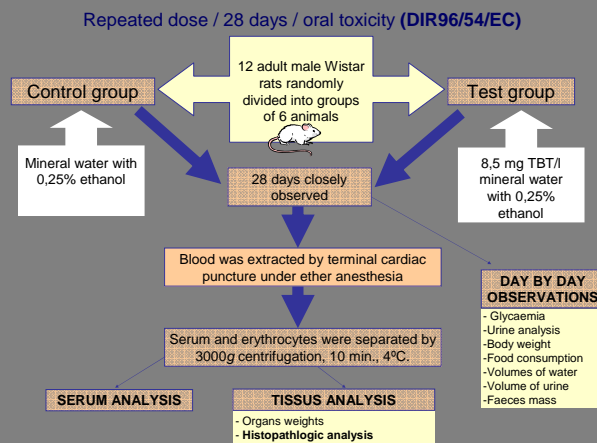 Repeated dose / 28 days / oral toxicity (DIR96/54/EC)
12 adult male Wistar
rats randomly
divided into groups
of 6 animals
Control group
Test group
Mineral water with
0,25% ethanol
8,5 mg TBT/l
mineral water
with 0,25%
ethanol
28 days closely
observed
Blood was extracted by terminal cardiac
puncture under ether anesthesia
DAY BY DAY
OBSERVATIONS
- Glycaemia
-Urine analysis
-Body weight
- Food consumption
- Volumes of water
- Volume of urine
- Faeces mass
Serum and erythrocytes were separated by
3000g centrifugation, 10 min., 4ºC.
SERUM ANALYSIS
TISSUS ANALYSIS
- Organs weights
- Histopathologic analysis